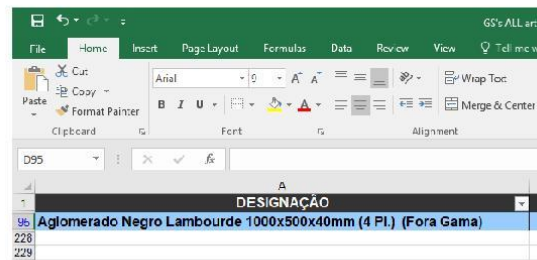 GS's ALL art
File Home Insert Page Layout Formulas Data Review View Tell me w
Cut Arial 9 A A Wrap Text
Paste Copy
Format Painter B I U A Merge & Center
Clipboard Font Alignment
D95 fx
A
1 DESIGNAÇÃO
96 Aglomerado Negro Lambourde 1000x500x40mm (4 Pl.) (Fora Gama)
228
229